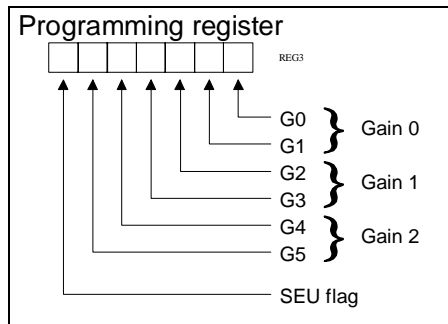 Programming register
REG3
G0
G1
Gain 0
G2
G3
Gain 1
G4
G5
Gain 2
SEU flag